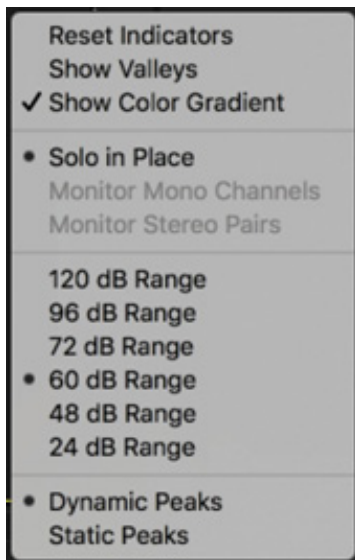 Reset Indicators
Show Valleys
✓ Show Color Gradient
• Solo in Place
Monitor Mono Channels
Monitor Stereo Pairs
120 dB Range
96 dB Range
72 dB Range
• 60 dB Range
48 dB Range
24 dB Range
• Dynamic Peaks
Static Peaks